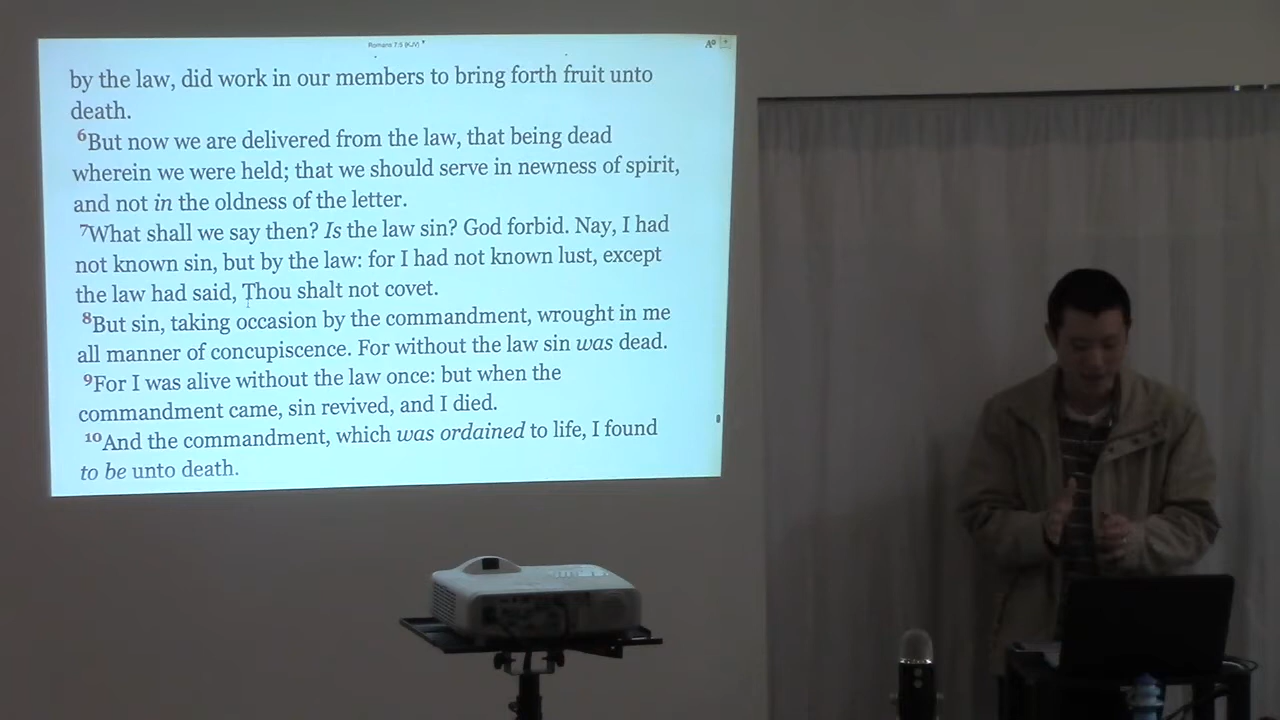 Romans 7:5 (KJV)
by the law, did work in our members to bring forth fruit unto
death.
6But now we are delivered from the law, that being dead
wherein we were held; that we should serve in newness of spirit,
and not in the oldness of the letter.
7What shall we say then? Is the law sin? God forbid. Nay, I had
not known sin, but by the law: for I had not known lust, except
the law had said, Thou shalt not covet.
8But sin, taking occasion by the commandment, wrought in me
all manner of concupiscence. For without the law sin was dead.
9For I was alive without the law once: but when the
commandment came, sin revived, and I died.
10And the commandment, which was ordained to life, I found
to be unto death.